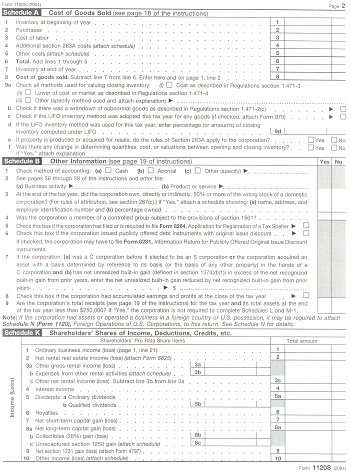 Form 1120S (2004) Page 2
Schedule A Cost of Goods Sold (see page 18 of the instructions)
1 Inventory at beginning of year 1
2 Purchases 2
3 Cost of labor 3
4 Additional section 263A costs (attach schedule) 4
5 Other costs (attach schedule) 5
6 Total. Add lines 1 through 5 6
7 Inventory at end of year 7
8 Cost of goods sold. Subtract line 7 from line 6. Enter here and on page 1, line 2 8
9a Check all methods used for valuing closing inventory: (i) Cost as described in Regulations section 1.471-3
(ii) Lower of cost or market as described in Regulations section 1.471-4
(iii) Other (specify method used and attach explanation)
b Check if there was a writedown of subnormal goods as described in Regulations section 1.471-2(c)
c Check if the LIFO inventory method was adopted this tax year for any goods (if checked, attach Form 970)
d If the LIFO inventory method was used for this tax year, enter percentage (or amounts) of closing
inventory computed under LIFO 9d
e If property is produced or acquired for resale, do the rules of Section 263A apply to the corporation? Yes No
f Was there any change in determining quantities, cost, or valuations between opening and closing inventory? Yes No
If "Yes," attach explanation.
Schedule B Other Information (see page 19 of instructions) Yes No
1 Check method of accounting: (a) Cash (b) Accrual (c) Other (specify)
2 See pages 36 through 38 of the instructions and enter the:
(a) Business activity (b) Product or service
3 At the end of the tax year, did the corporation own, directly or indirectly, 50% or more of the voting stock of a domestic
corporation? (For rules of attribution, see section 267(c).) If "Yes," attach a schedule showing: (a) name, address, and
employer identification number and (b) percentage owned
4 Was the corporation a member of a controlled group subject to the provisions of section 1561?
5 Check this box if the corporation has filed or is required to file Form 8264, Application for Registration of a Tax Shelter
6 Check this box if the corporation issued publicly offered debt instruments with original issue discount
If checked, the corporation may have to file Form 8281, Information Return for Publicly Offered Original Issue Discount
Instruments.
7 If the corporation: (a) was a C corporation before it elected to be an S corporation or the corporation acquired an
asset with a basis determined by reference to its basis (or the basis of any other property) in the hands of a
C corporation and (b) has net unrealized built-in gain (defined in section 1374(d)(1)) in excess of the net recognized
built-in gain from prior years, enter the net unrealized built-in gain reduced by net recognized built-in gain from prior
years $
8 Check this box if the corporation had accumulated earnings and profits at the close of the tax year
9 Are the corporation's total receipts (see page 19 of the instructions) for the tax year and its total assets at the end
of the tax year less than $250,000? If "Yes," the corporation is not required to complete Schedules L and M-1.
Note: If the corporation had assets or operated a business in a foreign country or U.S. possession, it may be required to attach
Schedule N (Form 1120), Foreign Operations of U.S. Corporations, to this return. See Schedule N for details.
Schedule K Shareholders' Shares of Income, Deductions, Credits, etc.
Shareholders' Pro Rata Share Items Total amount
Income (Loss)
1 Ordinary business income (loss) (page 1, line 21) 1
2 Net rental real estate income (loss) (attach Form 8825) 2
3a Other gross rental income (loss) 3a
b Expenses from other rental activities (attach schedule) 3b
c Other net rental income (loss). Subtract line 3b from line 3a 3c
4 Interest income 4
5 Dividends: a Ordinary dividends 5a
b Qualified dividends 5b
6 Royalties 6
7 Net short-term capital gain (loss) 7
8a Net long-term capital gain (loss) 8a
b Collectibles (28%) gain (loss) 8b
c Unrecaptured section 1250 gain (attach schedule) 8c
9 Net section 1231 gain (loss) (attach Form 4797) 9
10 Other income (loss) (attach schedule) 10
Form 1120S (2004)